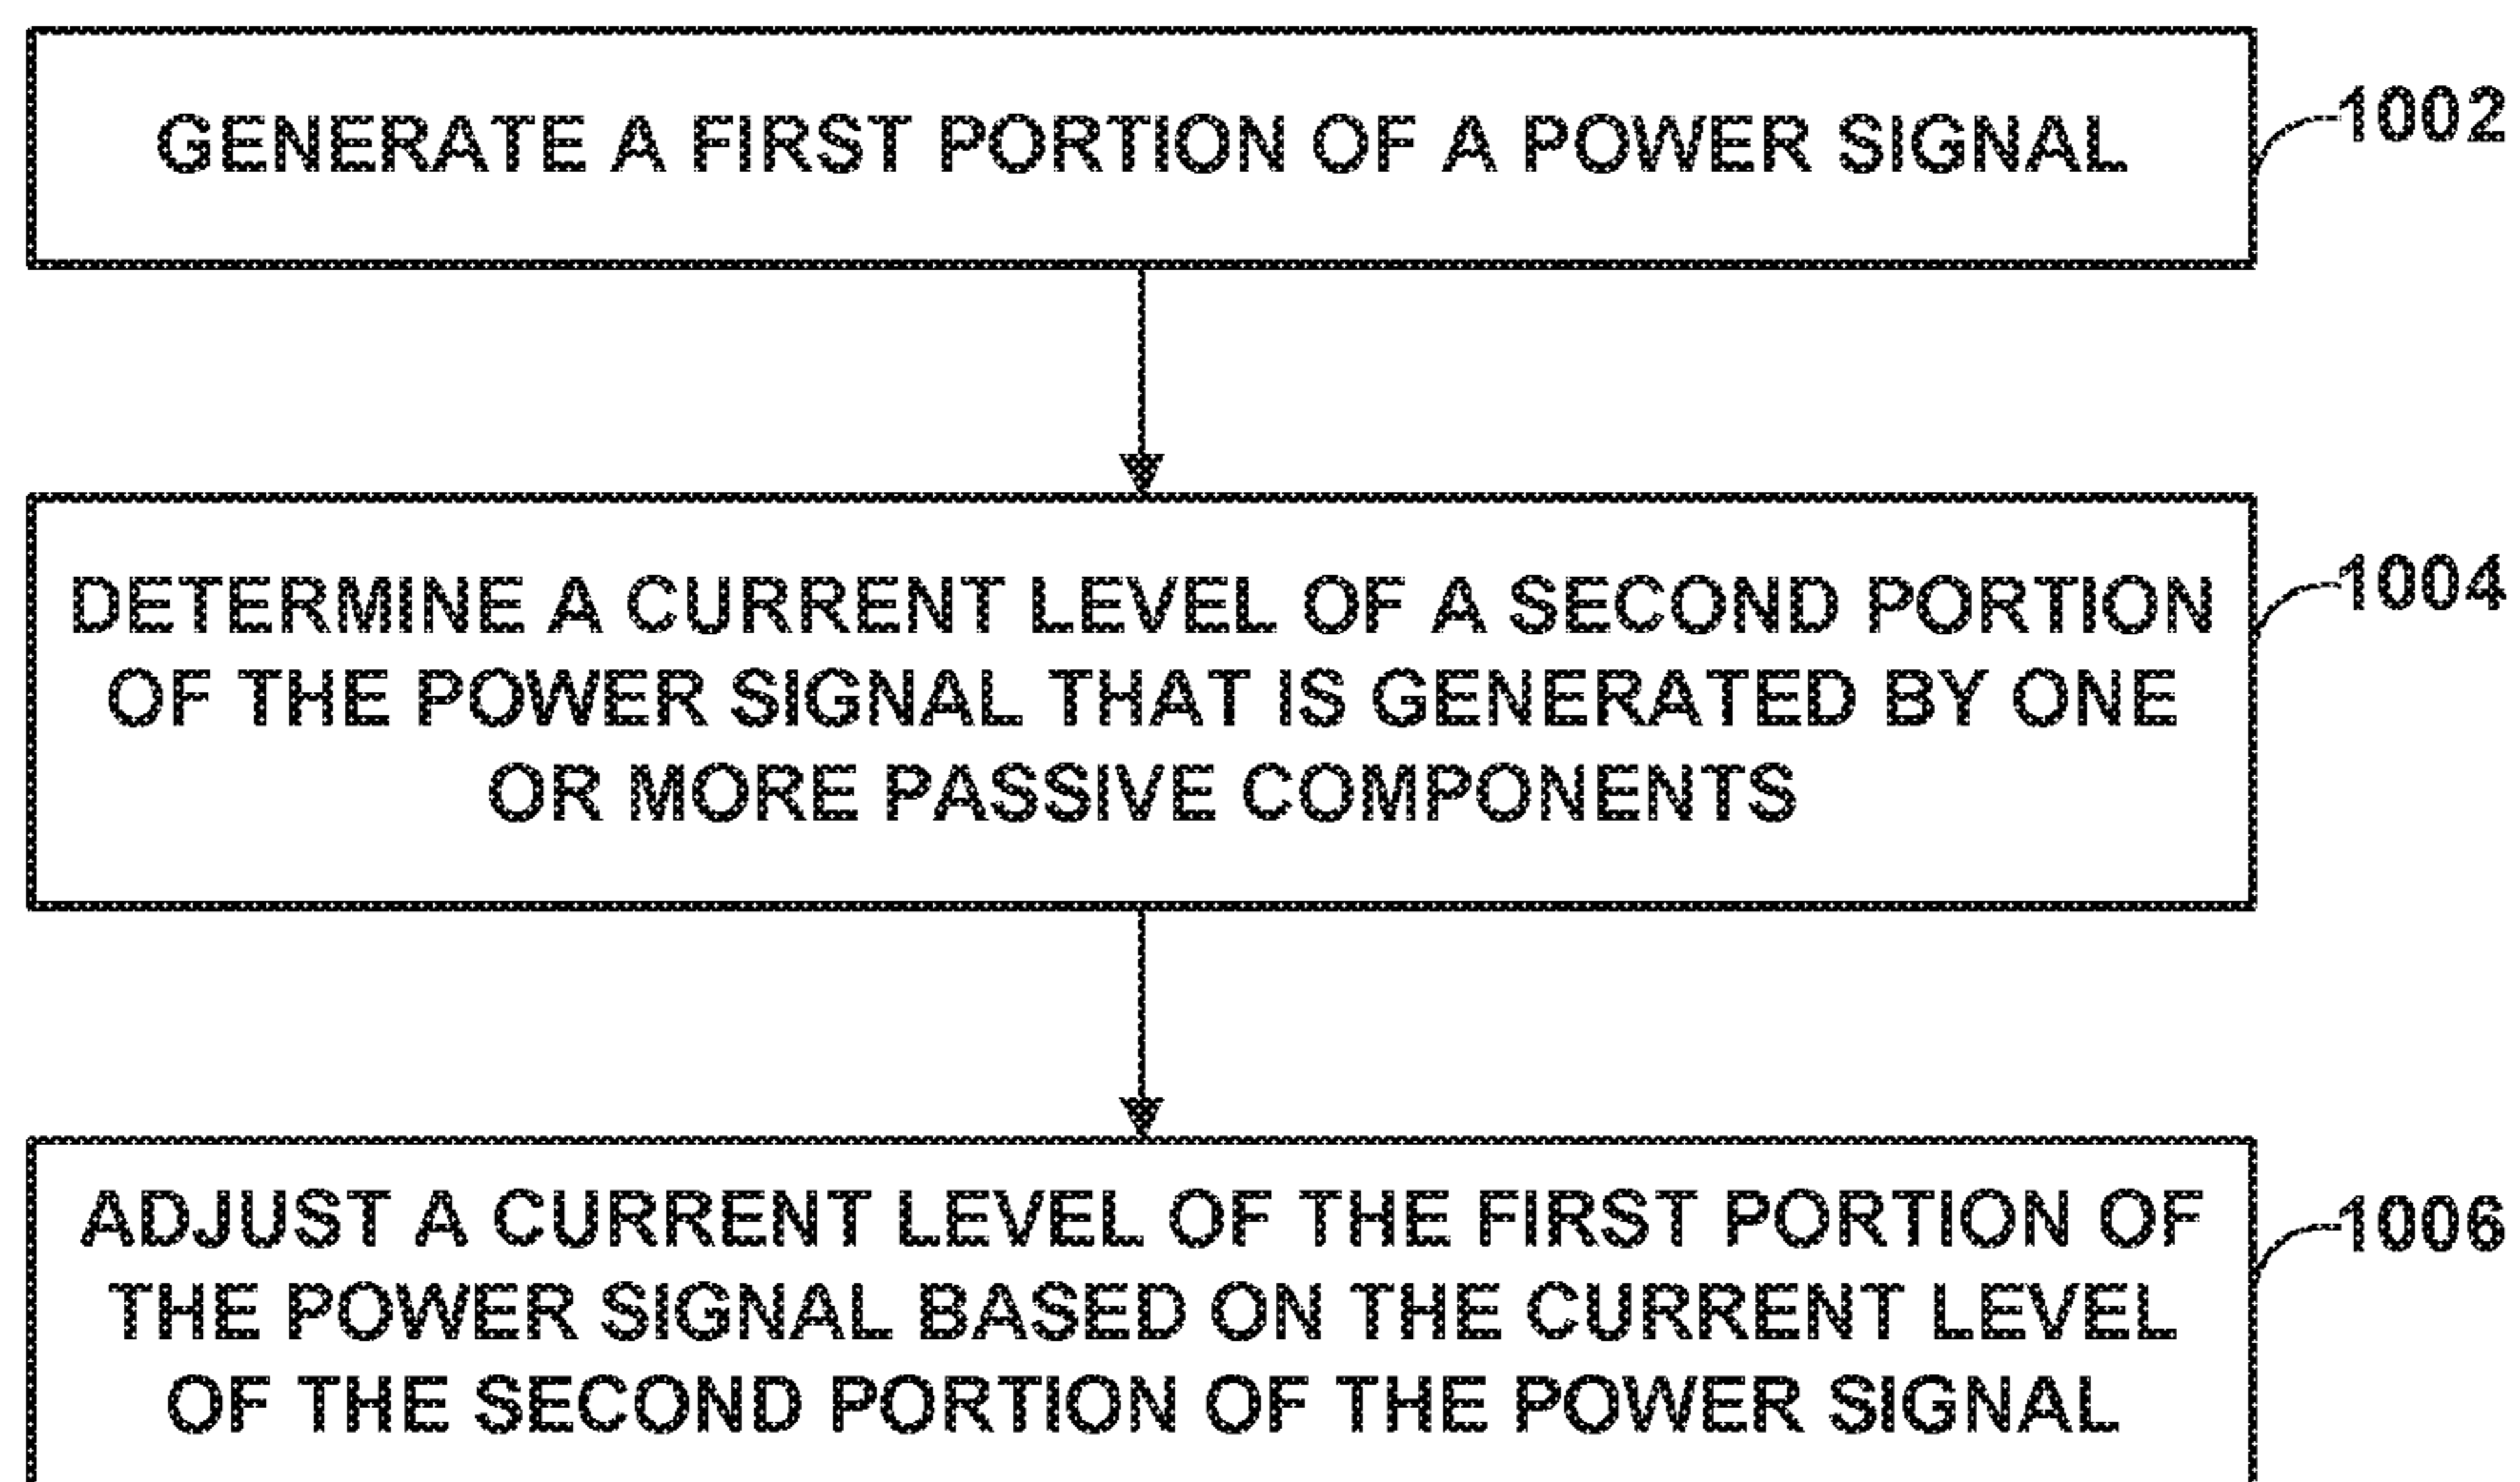 GENERATE A FIRST PORTION OF A POWER SIGNAL
1002
DETERMINE A CURRENT LEVEL OF A SECOND PORTION
OF THE POWER SIGNAL THAT IS GENERATED BY ONE
OR MORE PASSIVE COMPONENTS
1004
ADJUST A CURRENT LEVEL OF THE FIRST PORTION OF
THE POWER SIGNAL BASED ON THE CURRENT LEVEL
OF THE SECOND PORTION OF THE POWER SIGNAL
1006